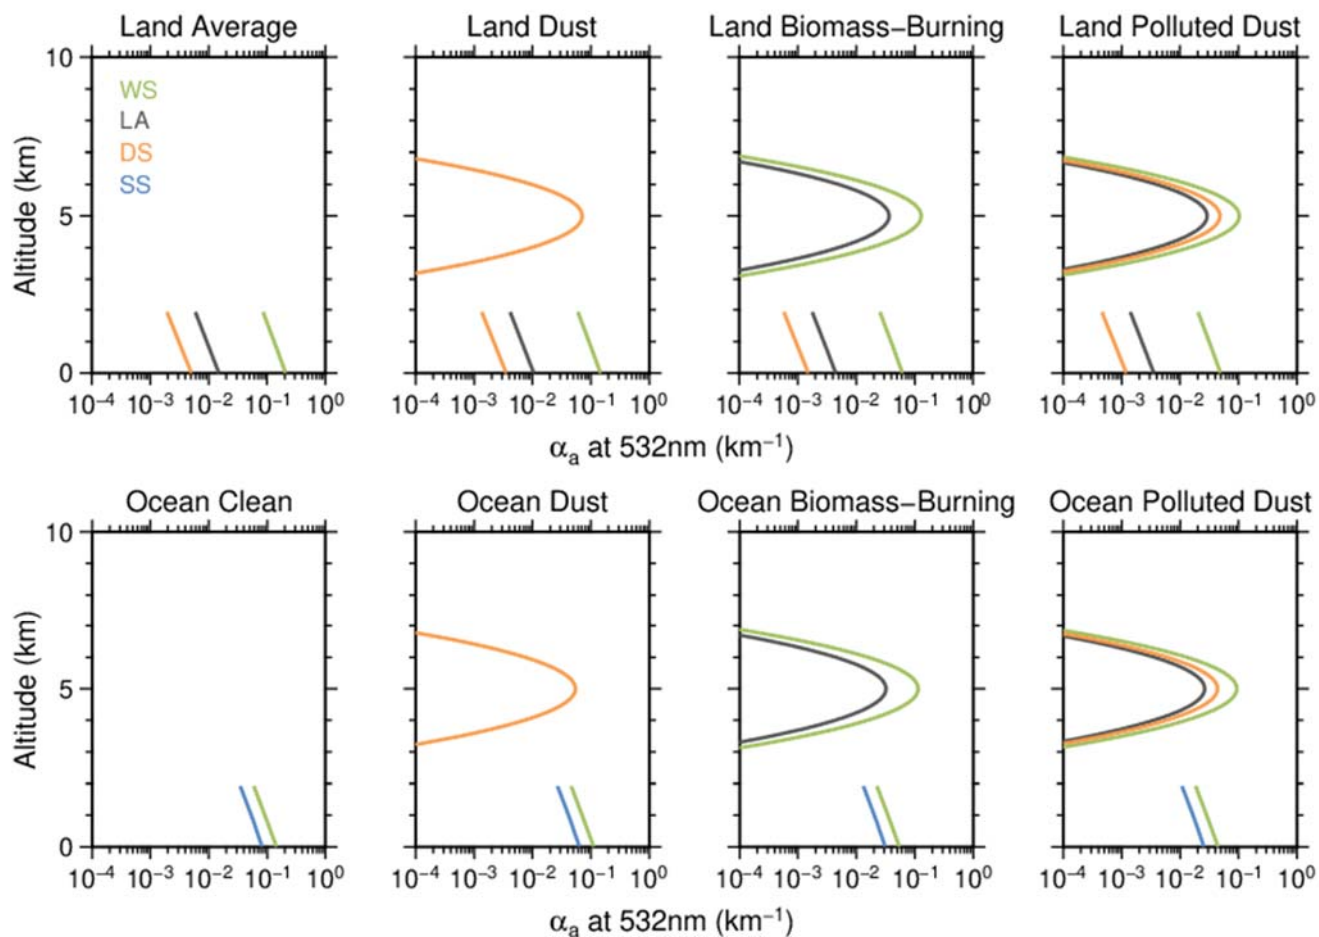 Land Average Land Dust Land Biomass–Burning Land Polluted Dust
10
WS
LA
DS
SS
5
0
Altitude (km)
10⁻⁴ 10⁻³ 10⁻² 10⁻¹ 10⁰ 10⁻⁴ 10⁻³ 10⁻² 10⁻¹ 10⁰ 10⁻⁴ 10⁻³ 10⁻² 10⁻¹ 10⁰ 10⁻⁴ 10⁻³ 10⁻² 10⁻¹ 10⁰
αₐ at 532nm (km⁻¹)
Ocean Clean Ocean Dust Ocean Biomass–Burning Ocean Polluted Dust
10
5
0
Altitude (km)
10⁻⁴ 10⁻³ 10⁻² 10⁻¹ 10⁰ 10⁻⁴ 10⁻³ 10⁻² 10⁻¹ 10⁰ 10⁻⁴ 10⁻³ 10⁻² 10⁻¹ 10⁰ 10⁻⁴ 10⁻³ 10⁻² 10⁻¹ 10⁰
αₐ at 532nm (km⁻¹)